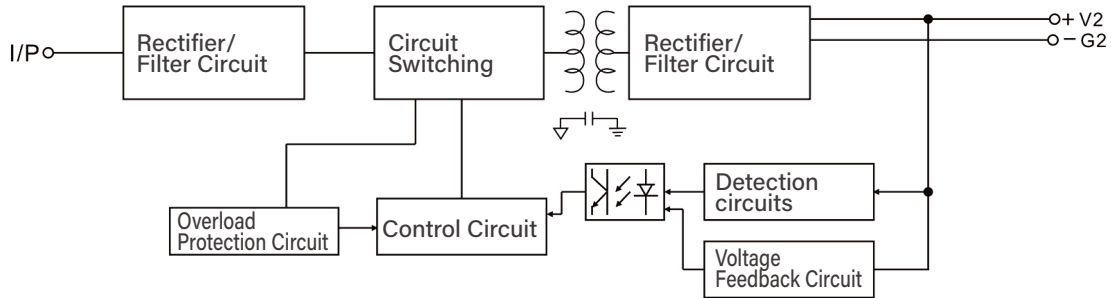 I/P
Rectifier/
Filter Circuit
Circuit
Switching
Rectifier/
Filter Circuit
+ V2
− G2
Detection
circuits
Overload
Protection Circuit
Control Circuit
Voltage
Feedback Circuit